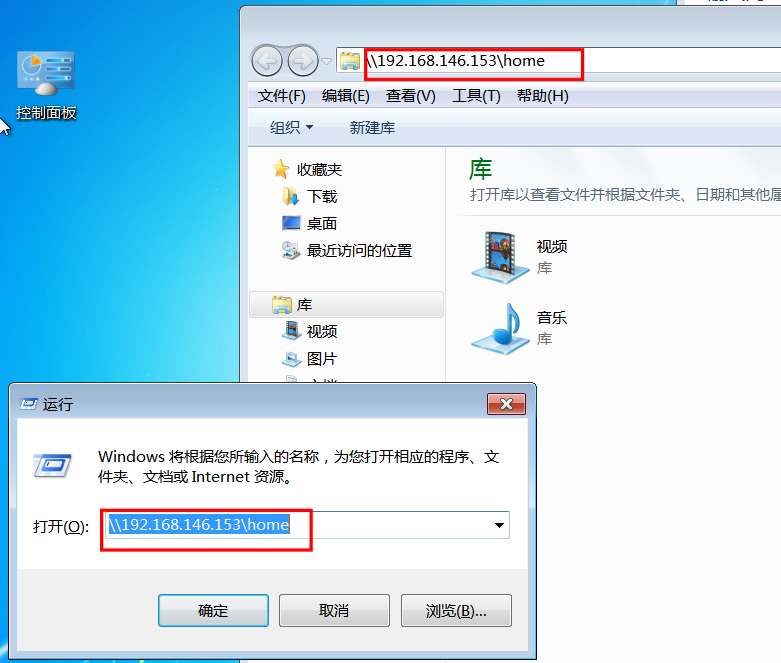 控制面板
\\192.168.146.153\home
文件(F) 编辑(E) 查看(V) 工具(T) 帮助(H)
组织 新建库
收藏夹
下载
桌面
最近访问的位置
库
视频
图片
库
打开库以查看文件并根据文件夹、日期和其他属
视频
库
音乐
库
运行
Windows 将根据您所输入的名称，为您打开相应的程序、文
件夹、文档或 Internet 资源。
打开(O): \\192.168.146.153\home
确定 取消 浏览(B)...